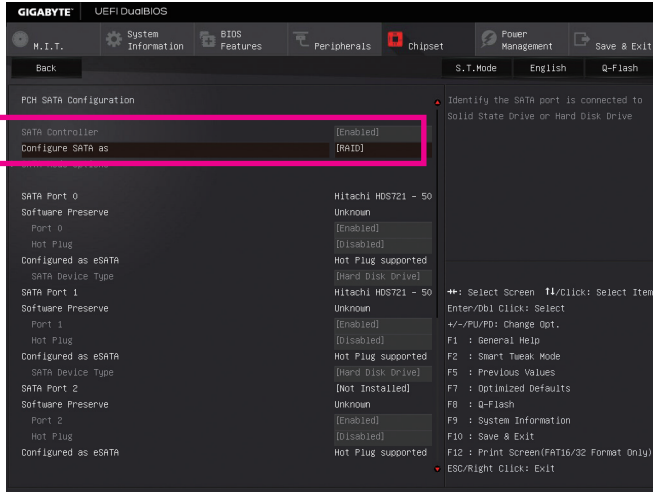 GIGABYTE™ UEFI DualBIOS
M.I.T.
System Information
BIOS Features
Peripherals
Chipset
Power Management
Save & Exit
Back
S.T.Mode English Q-Flash
PCH SATA Configuration
SATA Controller [Enabled]
Configure SATA as [RAID]
SATA Port 0 Hitachi HDS721 - 50
Software Preserve Unknown
Port 0 [Enabled]
Hot Plug [Disabled]
Configured as eSATA Hot Plug supported
SATA Device Type [Hard Disk Drive]
SATA Port 1 Hitachi HDS721 - 50
Software Preserve Unknown
Port 1 [Enabled]
Hot Plug [Disabled]
Configured as eSATA Hot Plug supported
SATA Device Type [Hard Disk Drive]
SATA Port 2 [Not Installed]
Software Preserve Unknown
Port 2 [Enabled]
Hot Plug [Disabled]
Configured as eSATA Hot Plug supported
Identify the SATA port is connected to
Solid State Drive or Hard Disk Drive
→←: Select Screen ↑↓/Click: Select Item
Enter/Dbl Click: Select
+/-/PU/PD: Change Opt.
F1 : General Help
F2 : Smart Tweak Mode
F5 : Previous Values
F7 : Optimized Defaults
F8 : Q-Flash
F9 : System Information
F10 : Save & Exit
F12 : Print Screen(FAT16/32 Format Only)
ESC/Right Click: Exit